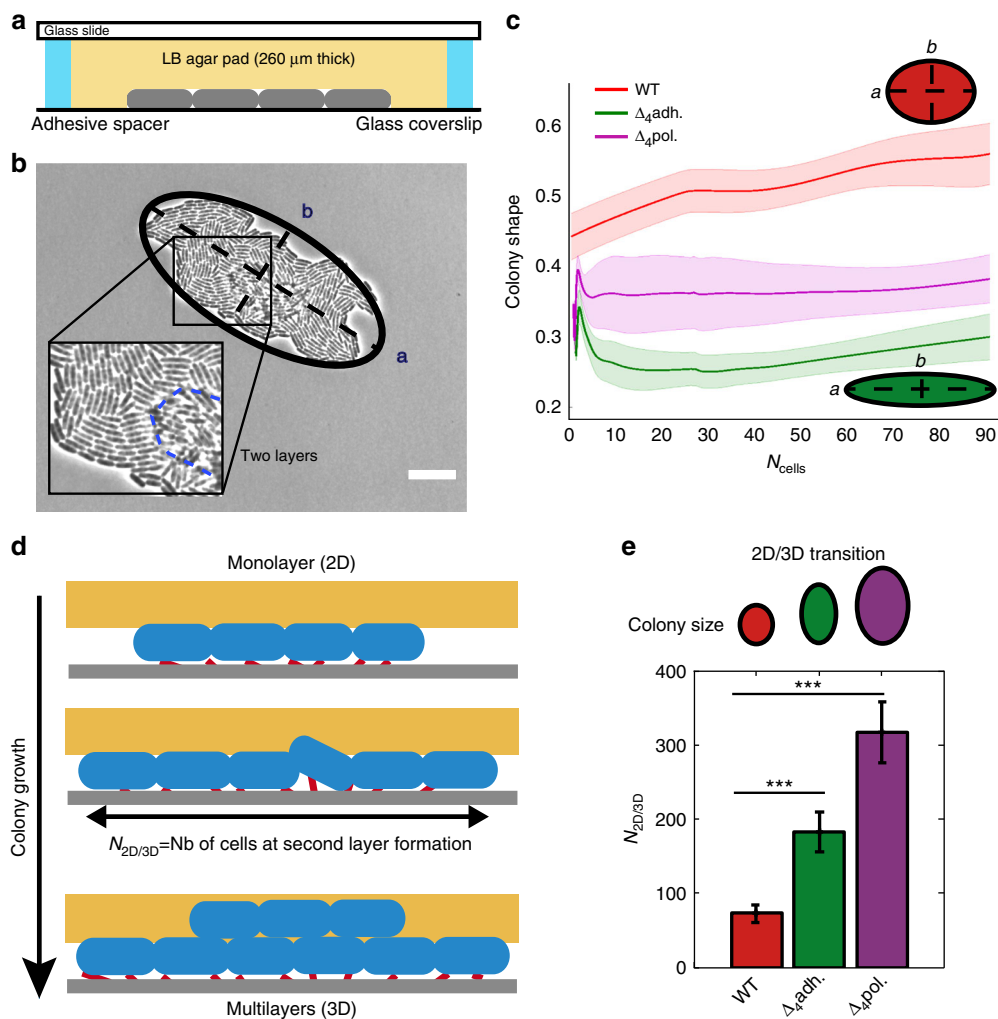 a
Glass slide
LB agar pad (260 μm thick)
Adhesive spacer
Glass coverslip
b
b
a
Two layers
c
WT
Δ4adh.
Δ4pol.
b
a
b
a
Colony shape
0.6
0.5
0.4
0.3
0.2
0 10 20 30 40 50 60 70 80 90
Ncells
d
Monolayer (2D)
Colony growth
N2D/3D=Nb of cells at second layer formation
Multilayers (3D)
e
2D/3D transition
Colony size
N2D/3D
400
300
200
100
0
***
***
WT
Δ4adh.
Δ4pol.